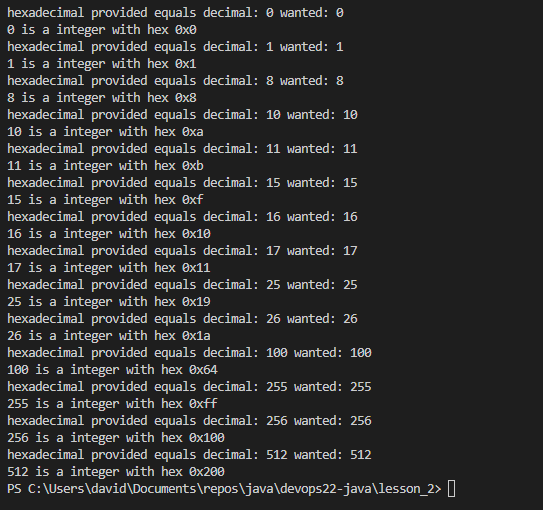 hexadecimal provided equals decimal: 0 wanted: 0
0 is a integer with hex 0x0
hexadecimal provided equals decimal: 1 wanted: 1
1 is a integer with hex 0x1
hexadecimal provided equals decimal: 8 wanted: 8
8 is a integer with hex 0x8
hexadecimal provided equals decimal: 10 wanted: 10
10 is a integer with hex 0xa
hexadecimal provided equals decimal: 11 wanted: 11
11 is a integer with hex 0xb
hexadecimal provided equals decimal: 15 wanted: 15
15 is a integer with hex 0xf
hexadecimal provided equals decimal: 16 wanted: 16
16 is a integer with hex 0x10
hexadecimal provided equals decimal: 17 wanted: 17
17 is a integer with hex 0x11
hexadecimal provided equals decimal: 25 wanted: 25
25 is a integer with hex 0x19
hexadecimal provided equals decimal: 26 wanted: 26
26 is a integer with hex 0x1a
hexadecimal provided equals decimal: 100 wanted: 100
100 is a integer with hex 0x64
hexadecimal provided equals decimal: 255 wanted: 255
255 is a integer with hex 0xff
hexadecimal provided equals decimal: 256 wanted: 256
256 is a integer with hex 0x100
hexadecimal provided equals decimal: 512 wanted: 512
512 is a integer with hex 0x200
PS C:\Users\david\Documents\repos\java\devops22-java\lesson_2>